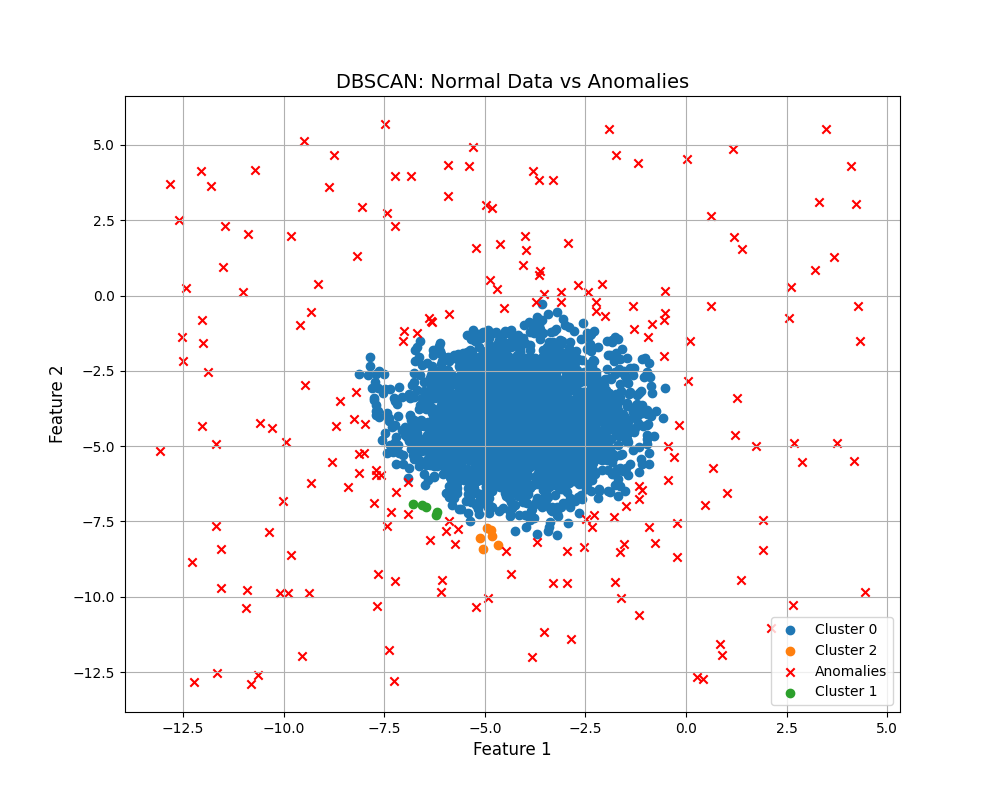 DBSCAN: Normal Data vs Anomalies
5.0
2.5
0.0
−2.5
−5.0
−7.5
−10.0
−12.5
Feature 2
Cluster 0
Cluster 2
Anomalies
Cluster 1
−12.5 −10.0 −7.5 −5.0 −2.5 0.0 2.5 5.0
Feature 1